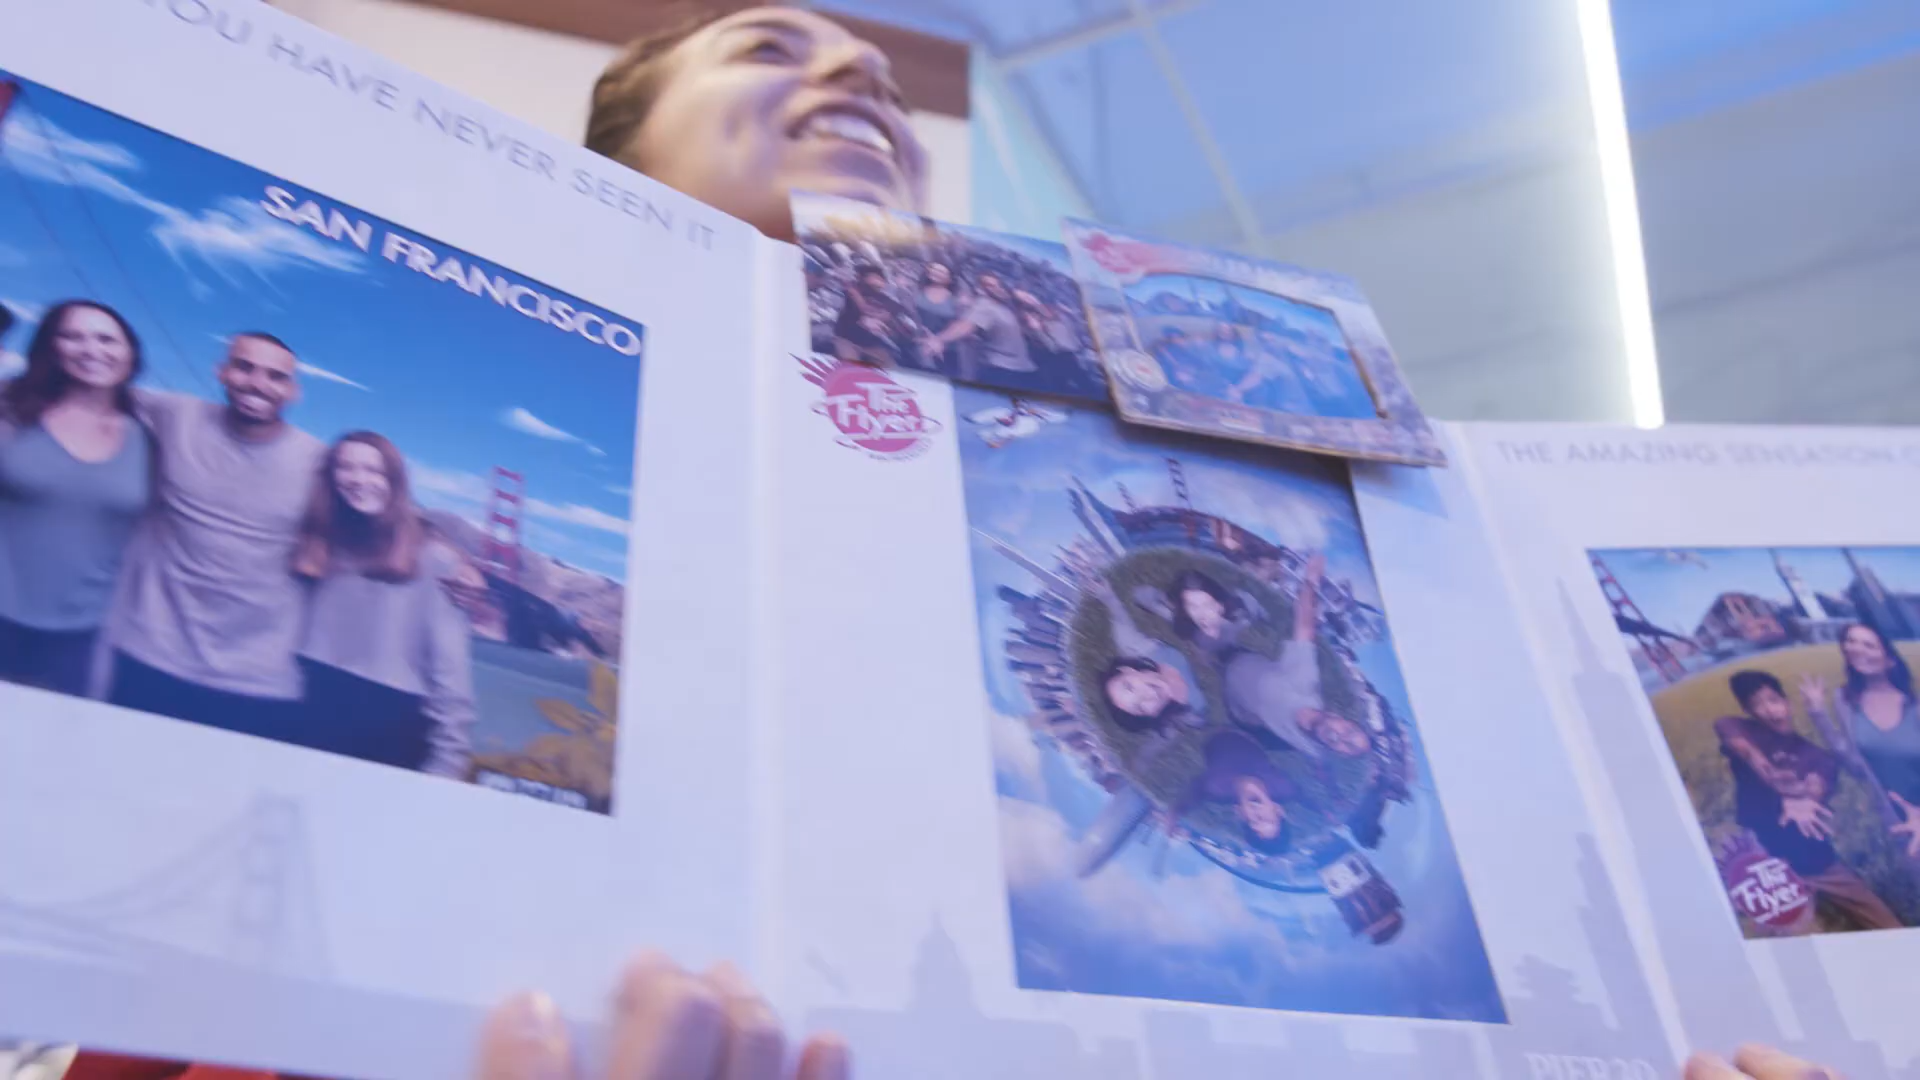 YOU HAVE NEVER SEEN IT
SAN FRANCISCO
The
Flyer
THE AMAZING SENSATION
The
Flyer
PIER 39